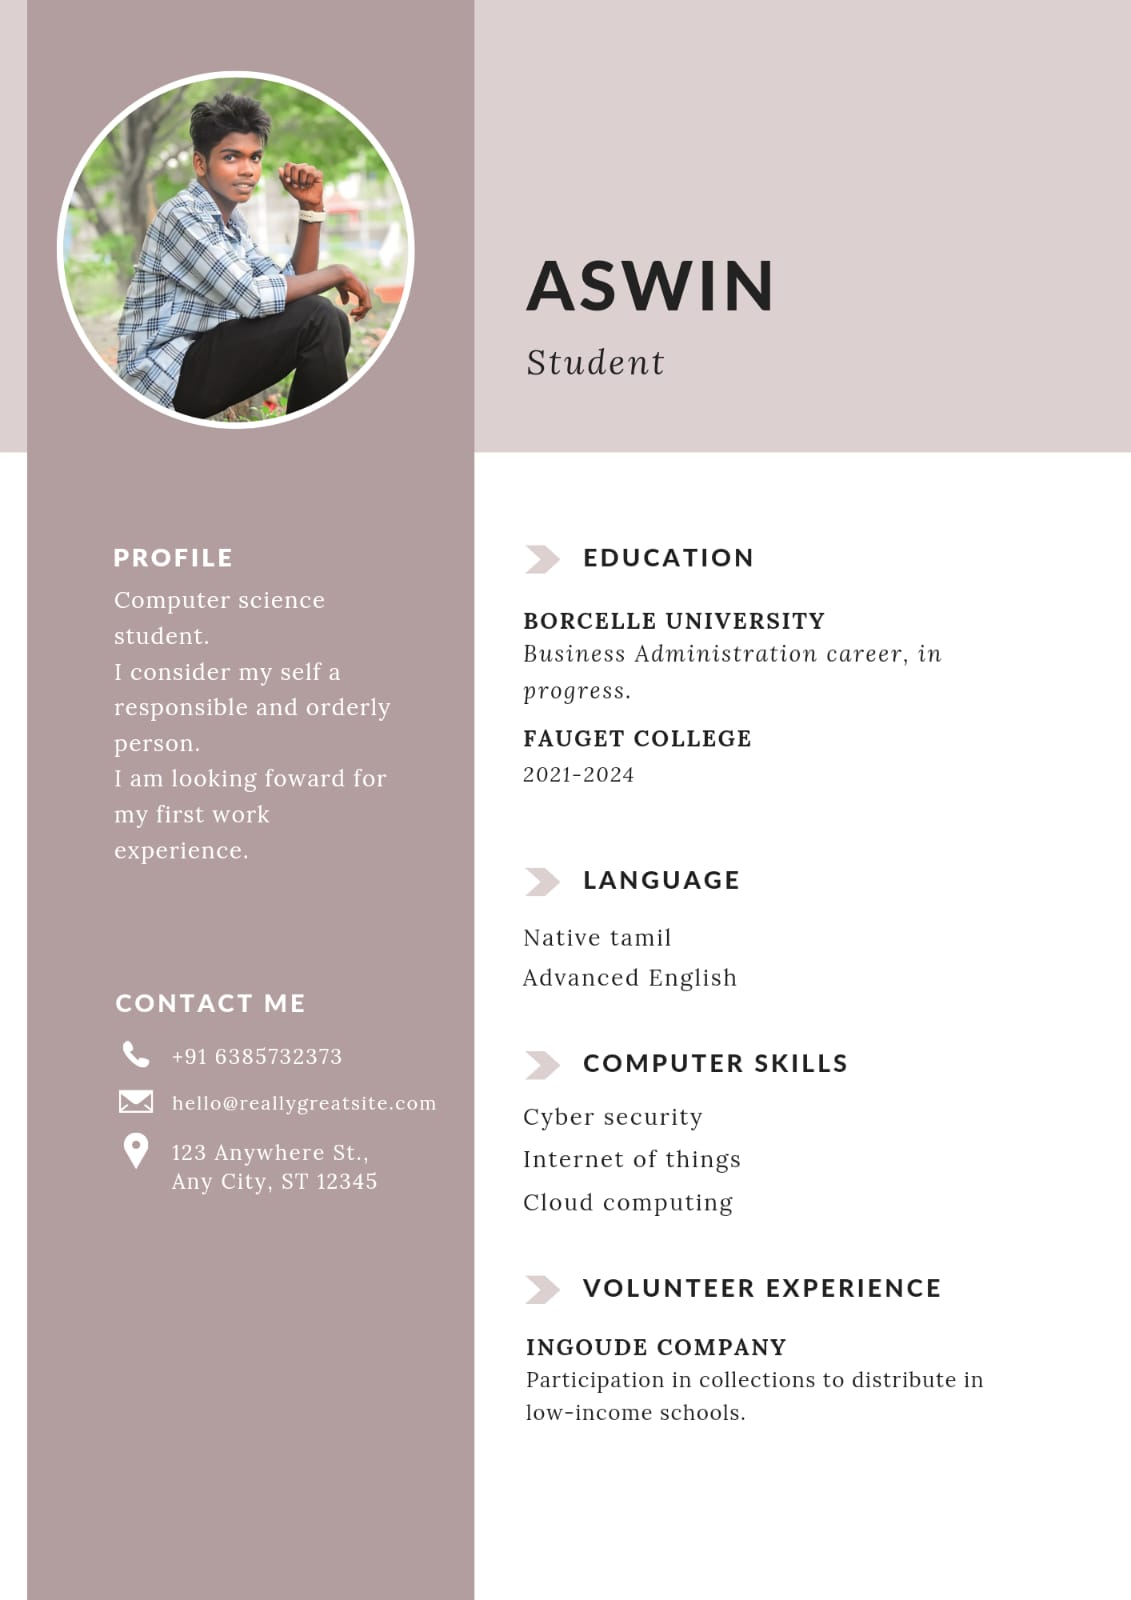 ASWIN
Student
PROFILE
Computer science
student.
I consider my self a
responsible and orderly
person.
I am looking foward for
my first work
experience.
CONTACT ME
+91 6385732373
hello@reallygreatsite.com
123 Anywhere St.,
Any City, ST 12345
EDUCATION
BORCELLE UNIVERSITY
Business Administration career, in
progress.
FAUGET COLLEGE
2021-2024
LANGUAGE
Native tamil
Advanced English
COMPUTER SKILLS
Cyber security
Internet of things
Cloud computing
VOLUNTEER EXPERIENCE
INGOUDE COMPANY
Participation in collections to distribute in
low-income schools.